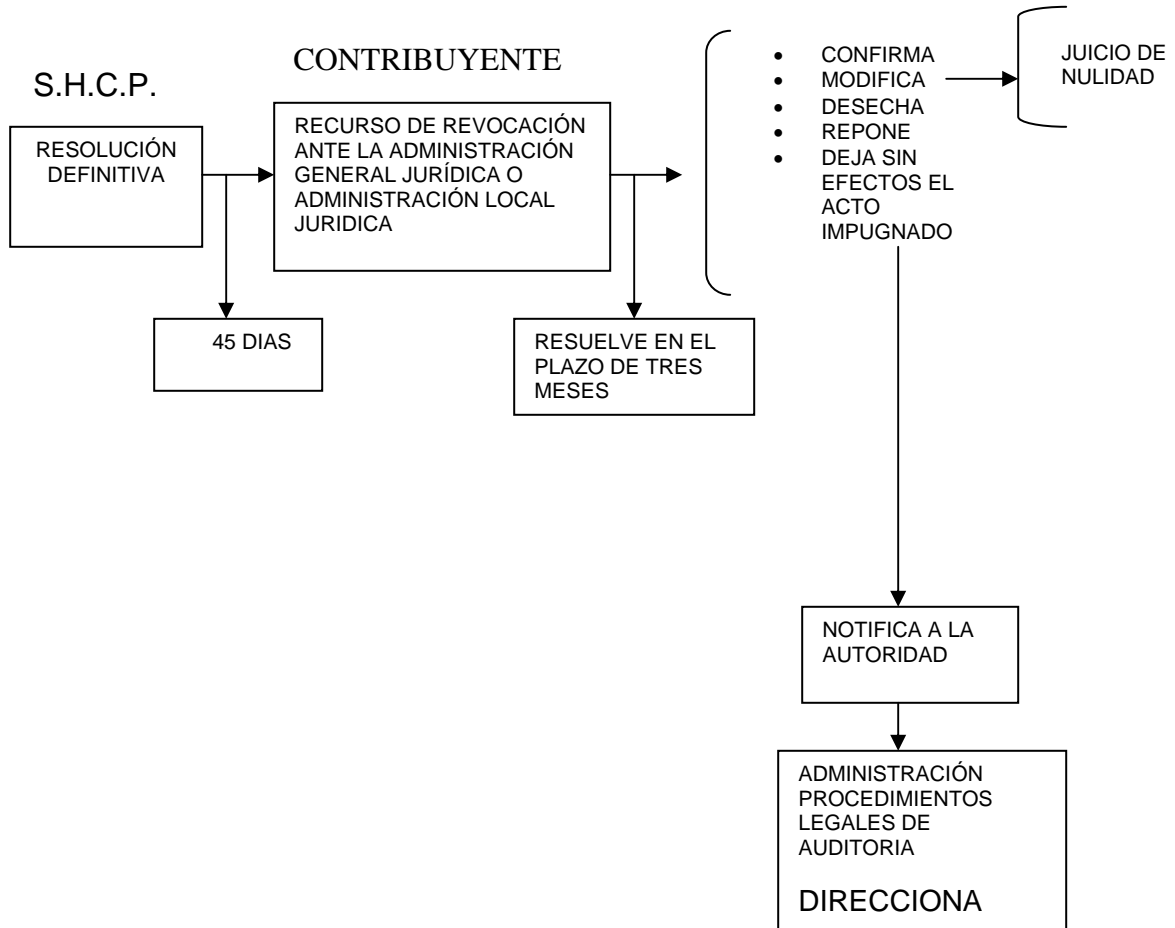 S.H.C.P.
RESOLUCIÓN
DEFINITIVA
CONTRIBUYENTE
RECURSO DE REVOCACIÓN
ANTE LA ADMINISTRACIÓN
GENERAL JURÍDICA O
ADMINISTRACIÓN LOCAL
JURIDICA
45 DIAS
RESUELVE EN EL
PLAZO DE TRES
MESES
• CONFIRMA
• MODIFICA
• DESECHA
• REPONE
• DEJA SIN
EFECTOS EL
ACTO
IMPUGNADO
JUICIO DE
NULIDAD
NOTIFICA A LA
AUTORIDAD
ADMINISTRACIÓN
PROCEDIMIENTOS
LEGALES DE
AUDITORIA
DIRECCIONA